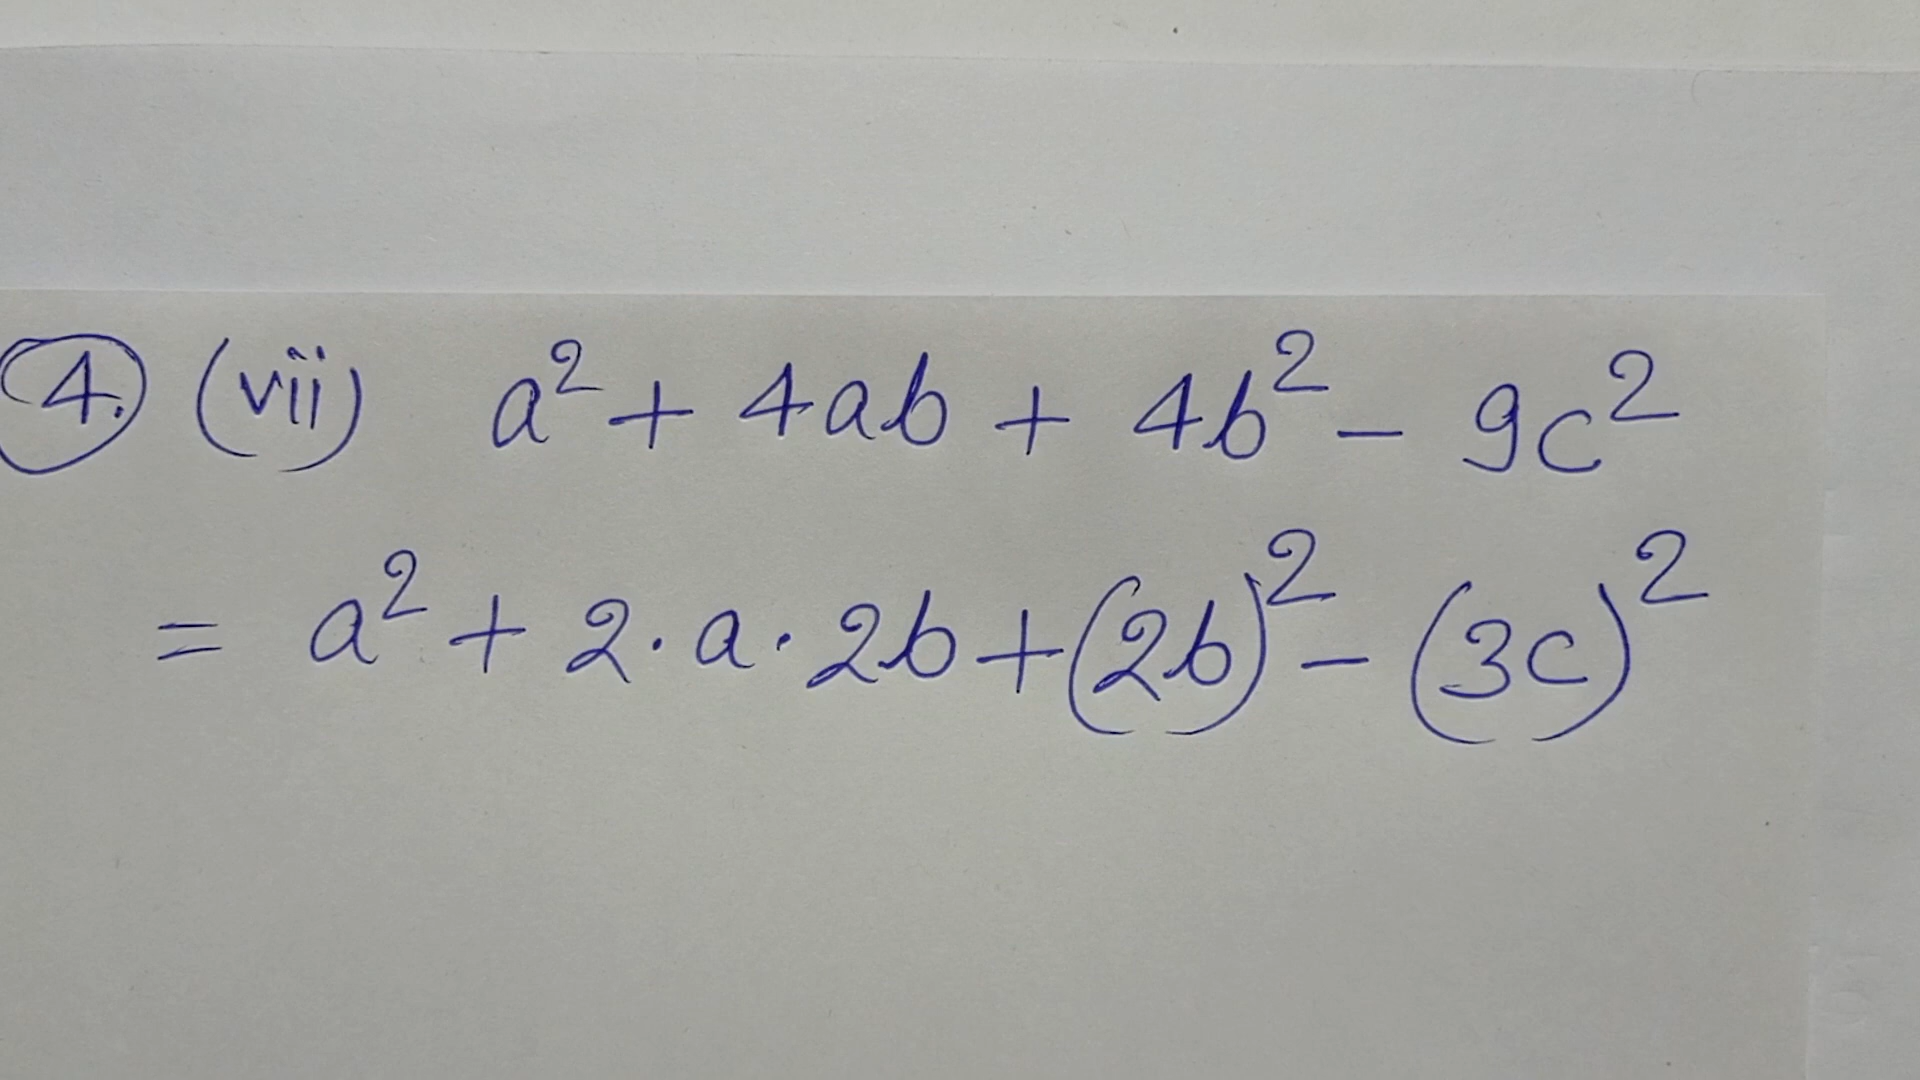 4. (vii) a² + 4ab + 4b² - 9c²
= a² + 2·a·2b + (2b)² - (3c)²